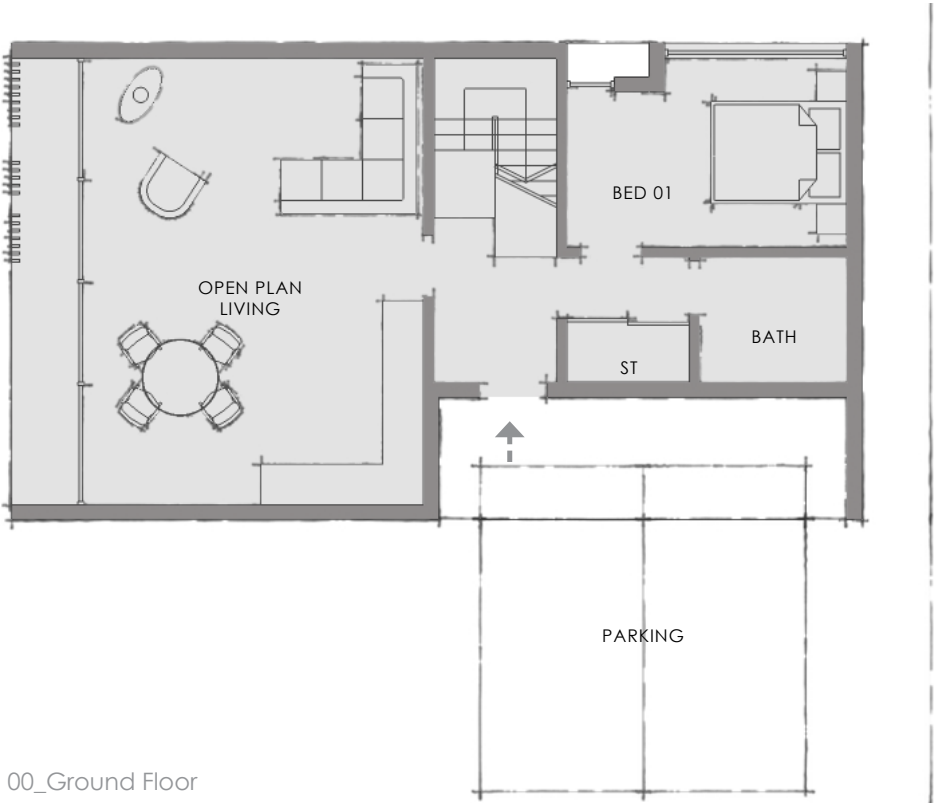 BED 01
OPEN PLAN
LIVING
BATH
ST
PARKING
00_Ground Floor